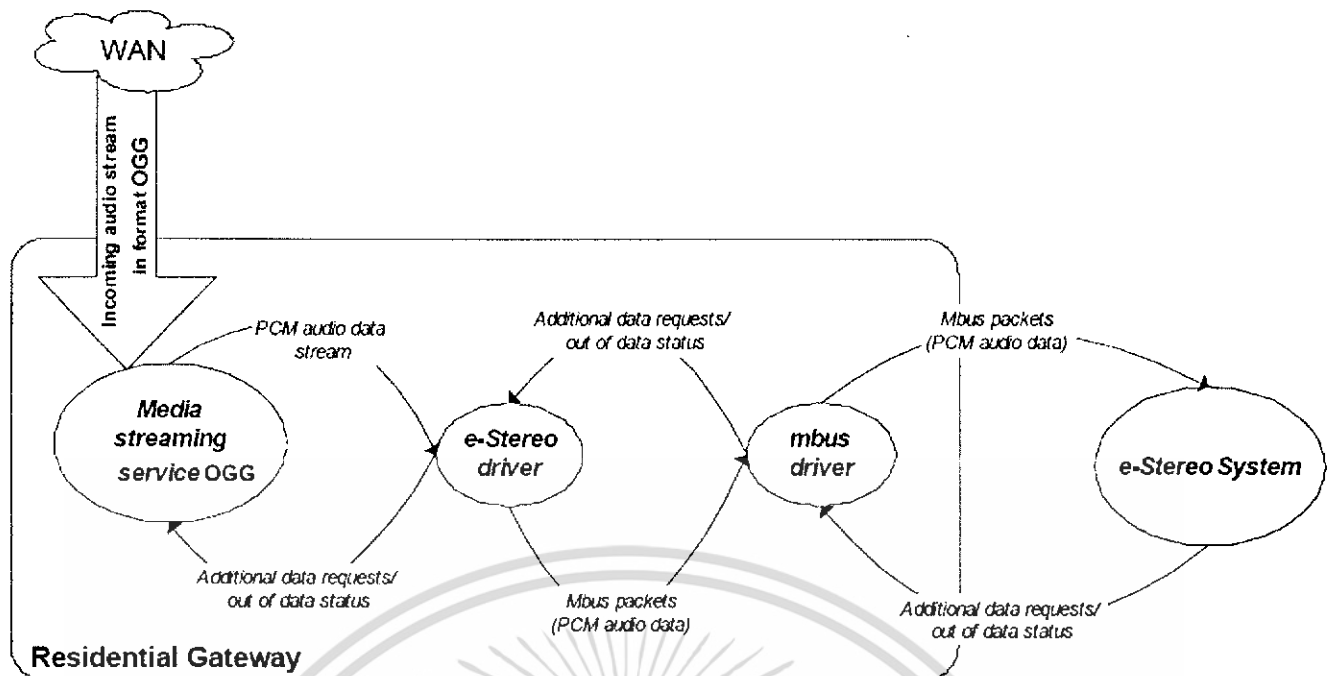 WAN
Incoming audio stream
in format OGG
PCM audio data
stream
Additional data requests/
out of data status
Mbus packets
(PCM audio data)
Media
streaming
service OGG
e-Stereo
driver
mbus
driver
e-Stereo System
Additional data requests/
out of data status
Mbus packets
(PCM audio data)
Additional data requests/
out of data status
Residential Gateway